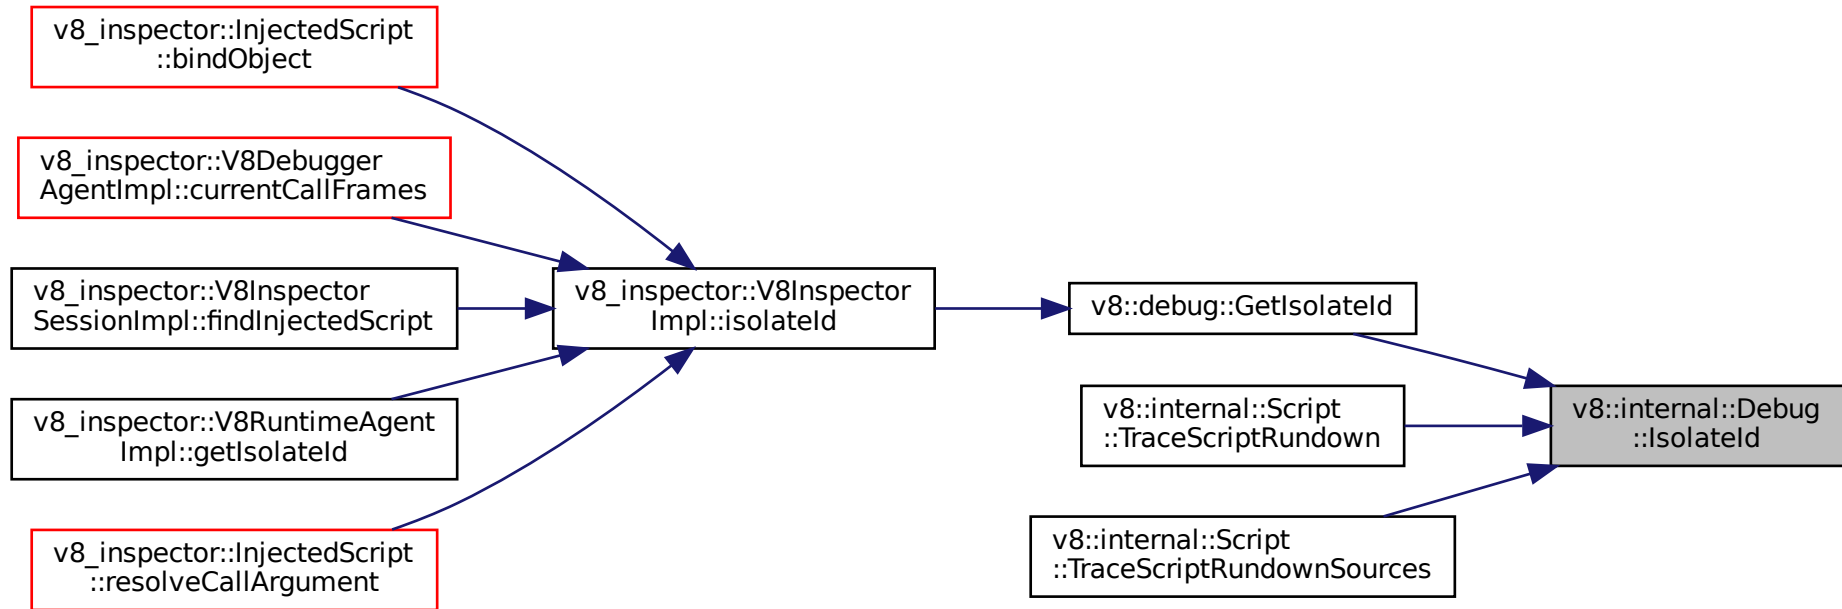 v8_inspector::InjectedScript
::bindObject
v8_inspector::V8Debugger
AgentImpl::currentCallFrames
v8_inspector::V8Inspector
SessionImpl::findInjectedScript
v8_inspector::V8RuntimeAgent
Impl::getIsolateId
v8_inspector::InjectedScript
::resolveCallArgument
v8_inspector::V8Inspector
Impl::isolateId
v8::debug::GetIsolateId
v8::internal::Script
::TraceScriptRundown
v8::internal::Script
::TraceScriptRundownSources
v8::internal::Debug
::IsolateId